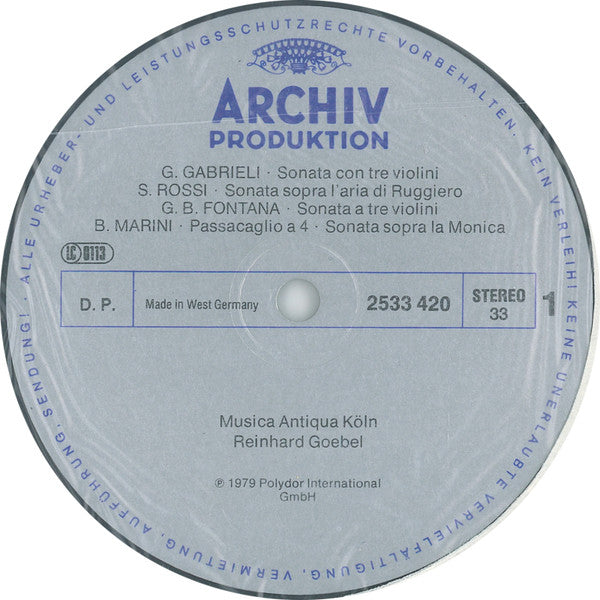 ALLE URHEBER- UND LEISTUNGSSCHUTZRECHTE VORBEHALTEN. KEIN VERLEIH! KEINE UNERLAUBTE VERVIELFÄLTIGUNG, VERMIETUNG, AUFFÜHRUNG, SENDUNG! ·
ARCHIV
PRODUKTION
G. GABRIELI · Sonata con tre violini
S. ROSSI · Sonata sopra l'aria di Ruggiero
G. B. FONTANA · Sonata a tre violini
B. MARINI · Passacaglio a 4 · Sonata sopra la Monica
LC 0113
D. P. Made in West Germany 2533 420 STEREO 33 1
Musica Antiqua Köln
Reinhard Goebel
℗ 1979 Polydor International
GmbH